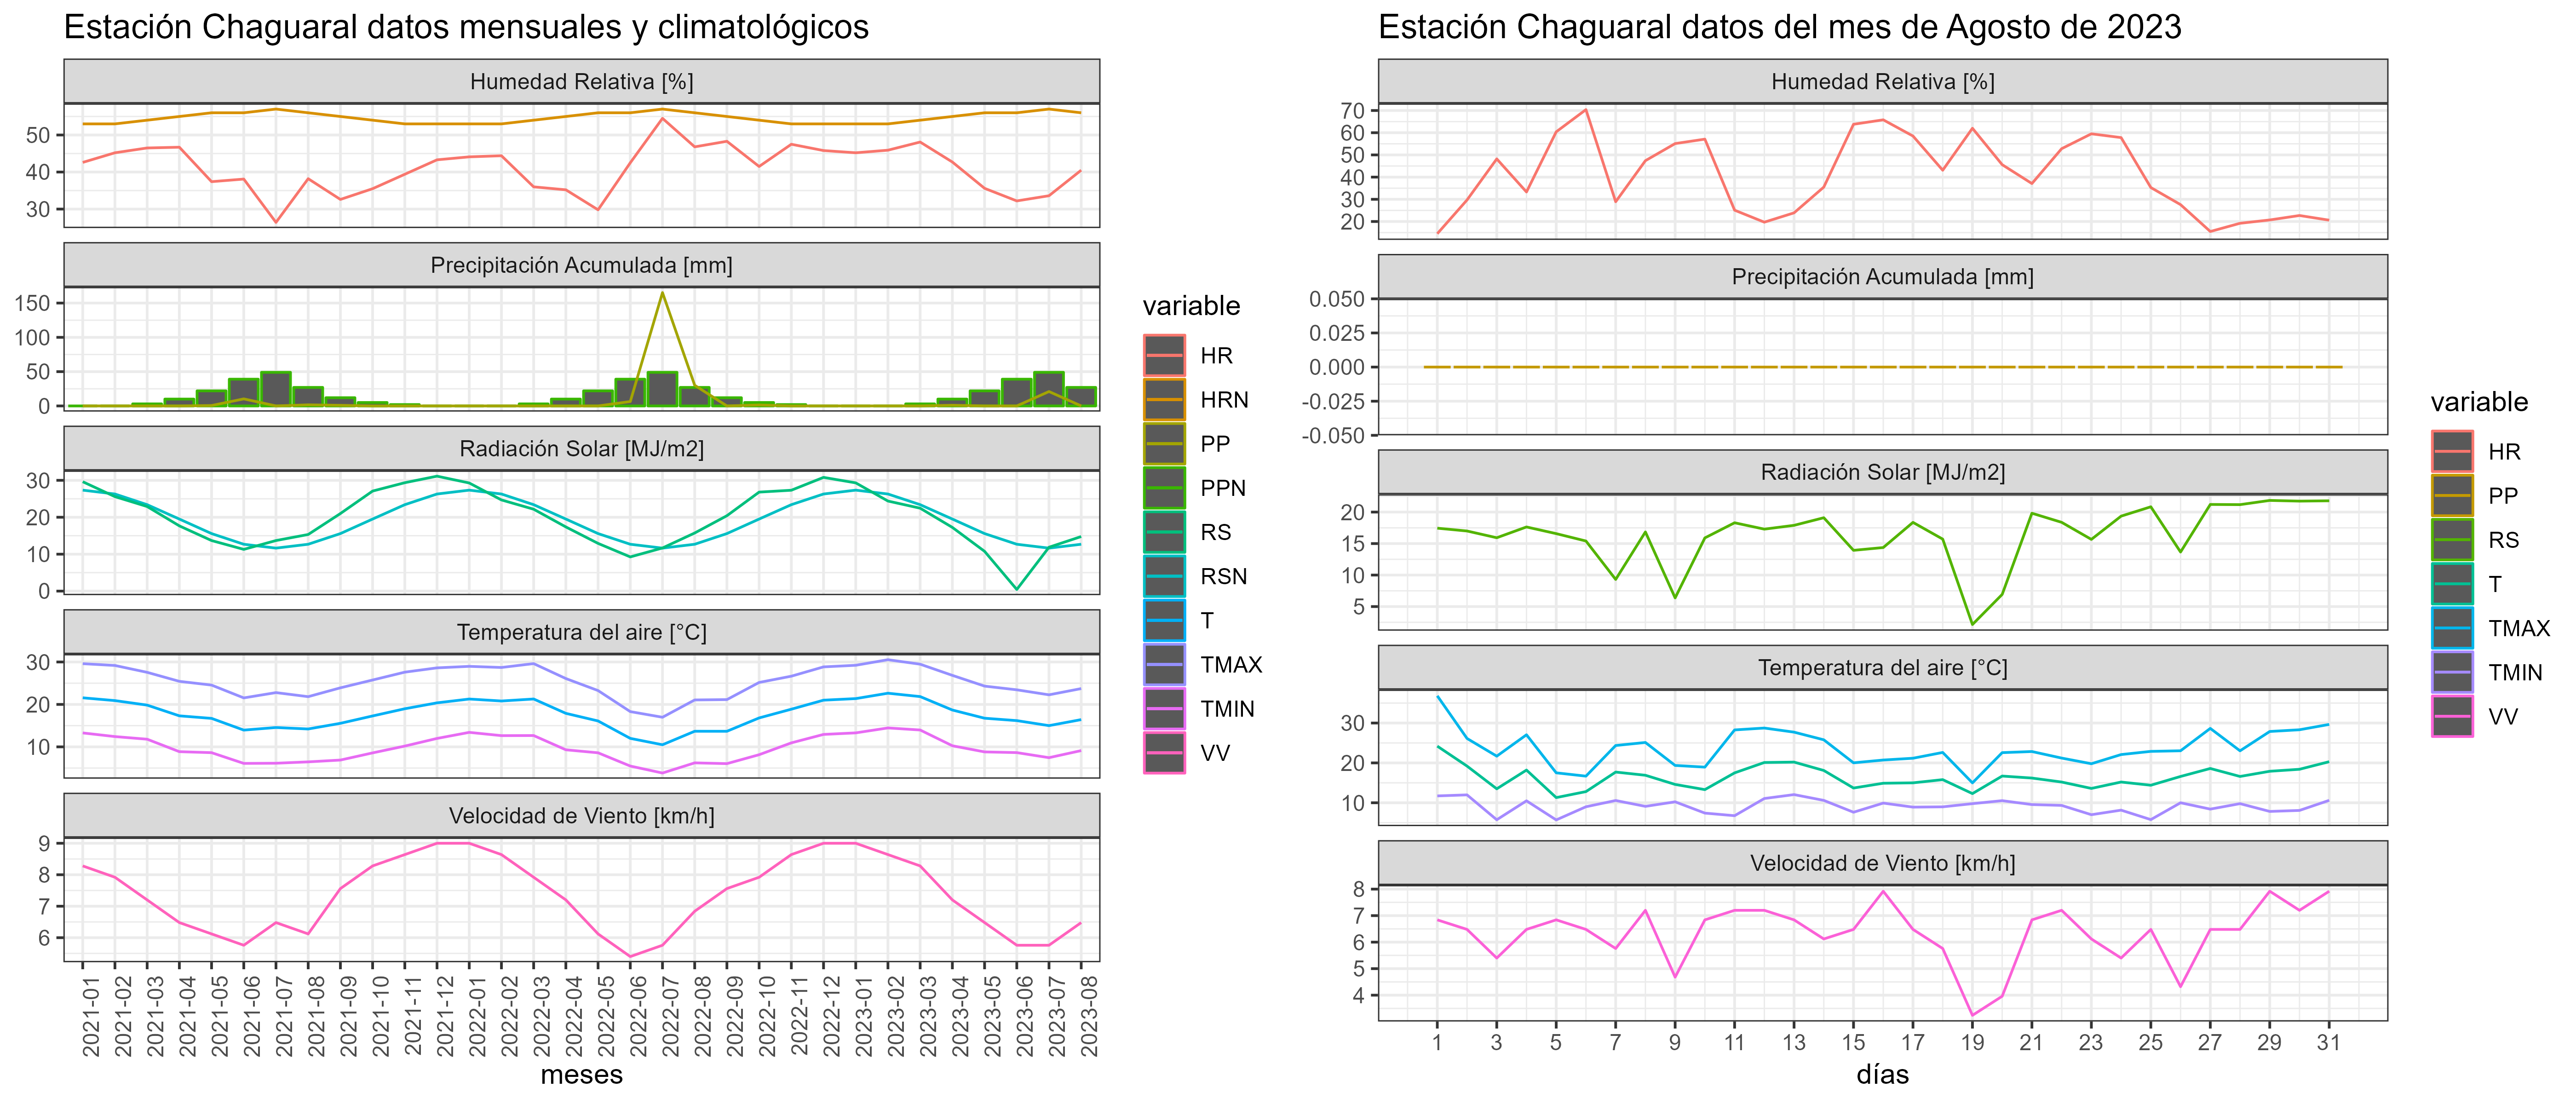 Estación Chaguaral datos mensuales y climatológicos
Humedad Relativa [%]
50
40
30
Precipitación Acumulada [mm]
150
100
50
0
Radiación Solar [MJ/m2]
30
20
10
0
Temperatura del aire [°C]
30
20
10
Velocidad de Viento [km/h]
9
8
7
6
2021-01
2021-02
2021-03
2021-04
2021-05
2021-06
2021-07
2021-08
2021-09
2021-10
2021-11
2021-12
2022-01
2022-02
2022-03
2022-04
2022-05
2022-06
2022-07
2022-08
2022-09
2022-10
2022-11
2022-12
2023-01
2023-02
2023-03
2023-04
2023-05
2023-06
2023-07
2023-08
meses
variable
HR
HRN
PP
PPN
RS
RSN
T
TMAX
TMIN
VV
Estación Chaguaral datos del mes de Agosto de 2023
Humedad Relativa [%]
70
60
50
40
30
20
Precipitación Acumulada [mm]
0.050
0.025
0.000
-0.025
-0.050
Radiación Solar [MJ/m2]
20
15
10
5
Temperatura del aire [°C]
30
20
10
Velocidad de Viento [km/h]
8
7
6
5
4
1 3 5 7 9 11 13 15 17 19 21 23 25 27 29 31
días
variable
HR
PP
RS
T
TMAX
TMIN
VV